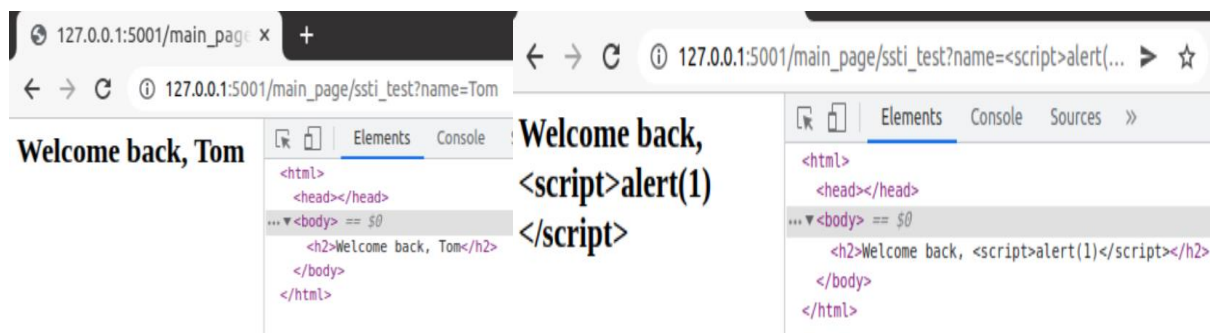 127.0.0.1:5001/main_page
127.0.0.1:5001/main_page/ssti_test?name=Tom
Welcome back, Tom
Elements Console
<html>
<head></head>
...▼<body> == $0
<h2>Welcome back, Tom</h2>
</body>
</html>
127.0.0.1:5001/main_page/ssti_test?name=<script>alert(...
Welcome back,
<script>alert(1)
</script>
Elements Console Sources »
<html>
<head></head>
...▼<body> == $0
<h2>Welcome back, <script>alert(1)</script></h2>
</body>
</html>